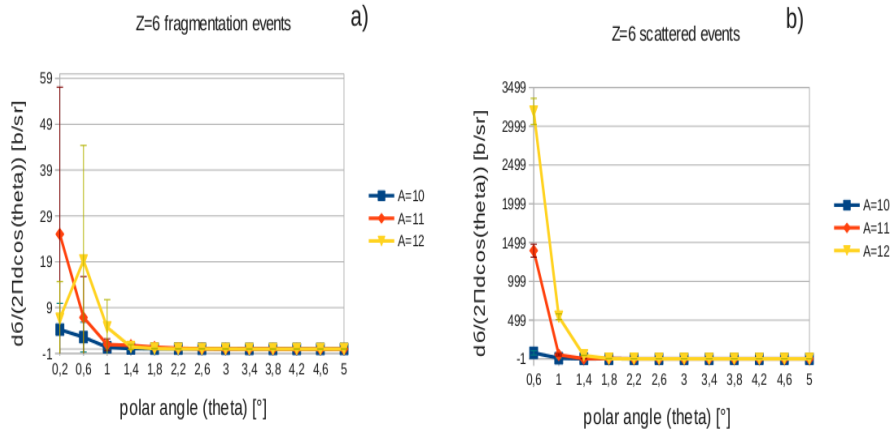 Z=6 fragmentation events
a)
59
49
39
29
19
9
-1
dб/(2Πdcos(theta)) [b/sr]
0,2 0,6 1 1,4 1,8 2,2 2,6 3 3,4 3,8 4,2 4,6 5
polar angle (theta) [°]
A=10
A=11
A=12
Z=6 scattered events
b)
3499
2999
2499
1999
1499
999
499
-1
dб/(2Πdcos(theta)) [b/sr]
0,6 1 1,4 1,8 2,2 2,6 3 3,4 3,8 4,2 4,6 5
polar angle (theta) [°]
A=10
A=11
A=12